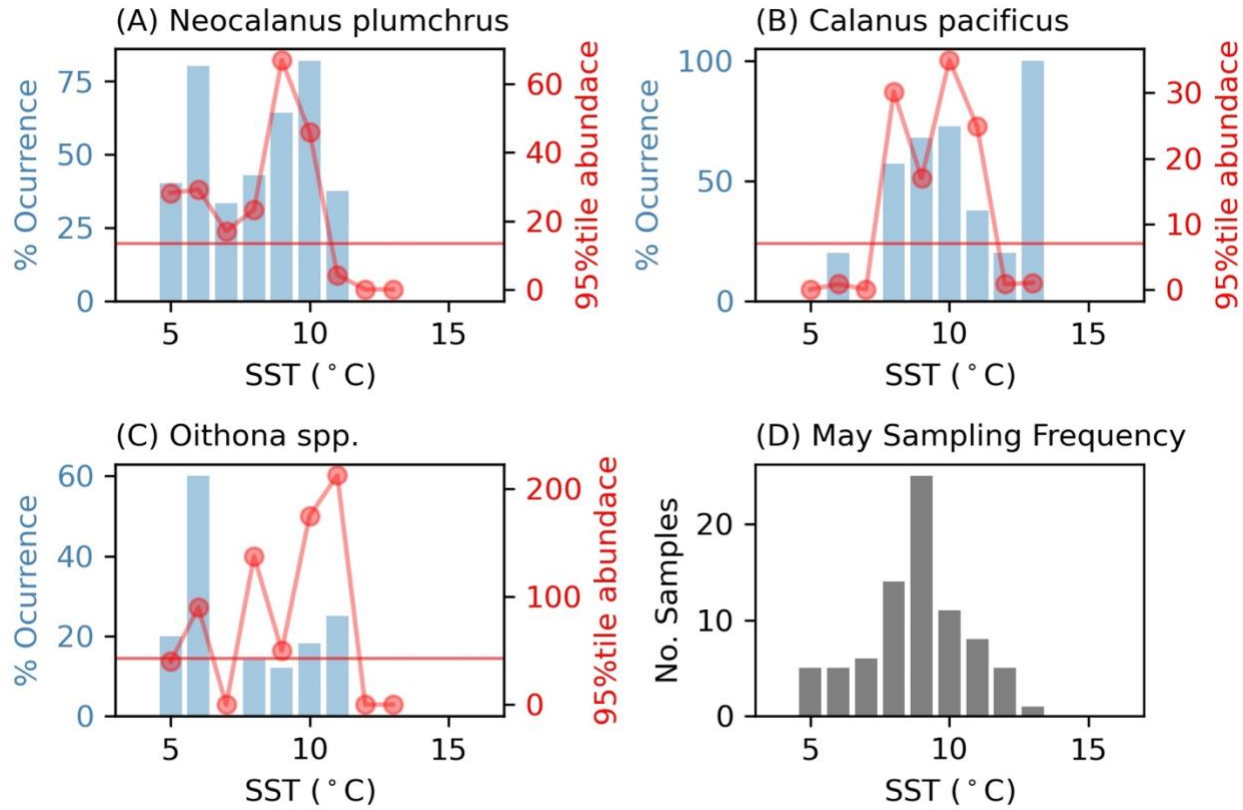 (A) Neocalanus plumchrus
% Ocurrence
75
50
25
0
60
40
20
0
95%tile abundace
5
10
15
SST (°C)
(B) Calanus pacificus
% Ocurrence
100
50
0
30
20
10
0
95%tile abundace
5
10
15
SST (°C)
(C) Oithona spp.
% Ocurrence
60
40
20
0
200
100
0
95%tile abundace
5
10
15
SST (°C)
(D) May Sampling Frequency
No. Samples
20
10
0
5
10
15
SST (°C)